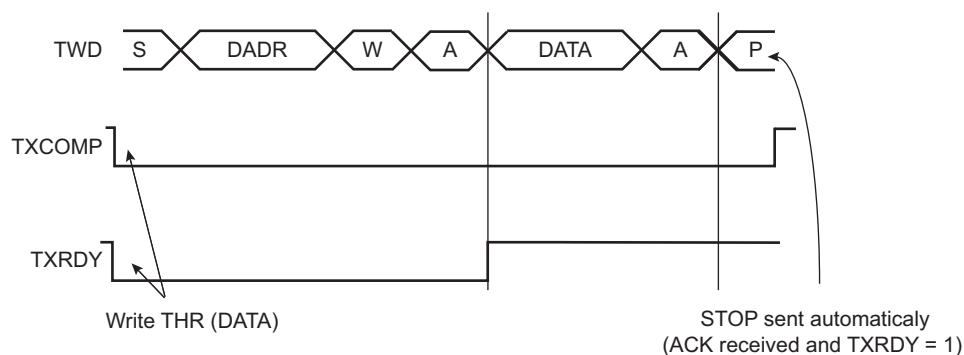 TWD S DADR W A DATA A P
TXCOMP
TXRDY
Write THR (DATA)
STOP sent automaticaly
(ACK received and TXRDY = 1)